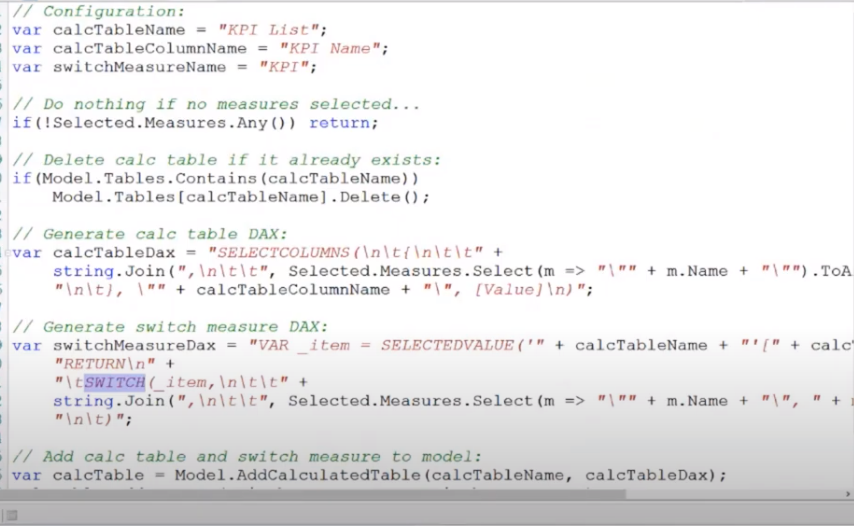 // Configuration:
var calcTableName = "KPI List";
var calcTableColumnName = "KPI Name";
var switchMeasureName = "KPI";
// Do nothing if no measures selected...
if(!Selected.Measures.Any()) return;
// Delete calc table if it already exists:
if(Model.Tables.Contains(calcTableName))
Model.Tables[calcTableName].Delete();
// Generate calc table DAX:
var calcTableDax = "SELECTCOLUMNS(\n\t{\n\t\t" +
string.Join(",\n\t\t", Selected.Measures.Select(m => "\"" + m.Name + "\"").ToA
"\n\t}, \"" + calcTableColumnName + "\", [Value]\n)";
// Generate switch measure DAX:
var switchMeasureDax = "VAR _item = SELECTEDVALUE('" + calcTableName + "'[" + calcT
"RETURN\n" +
"\tSWITCH(_item,\n\t\t" +
string.Join(",\n\t\t", Selected.Measures.Select(m => "\"" + m.Name + "\", " +
"\n\t)";
// Add calc table and switch measure to model:
var calcTable = Model.AddCalculatedTable(calcTableName, calcTableDax);